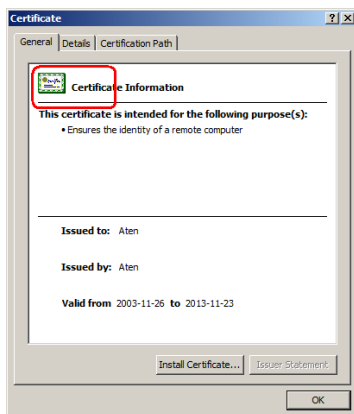 Certificate
General Details Certification Path
Certificate Information
This certificate is intended for the following purpose(s):
• Ensures the identity of a remote computer
Issued to: Aten
Issued by: Aten
Valid from 2003-11-26 to 2013-11-23
Install Certificate... Issuer Statement
OK